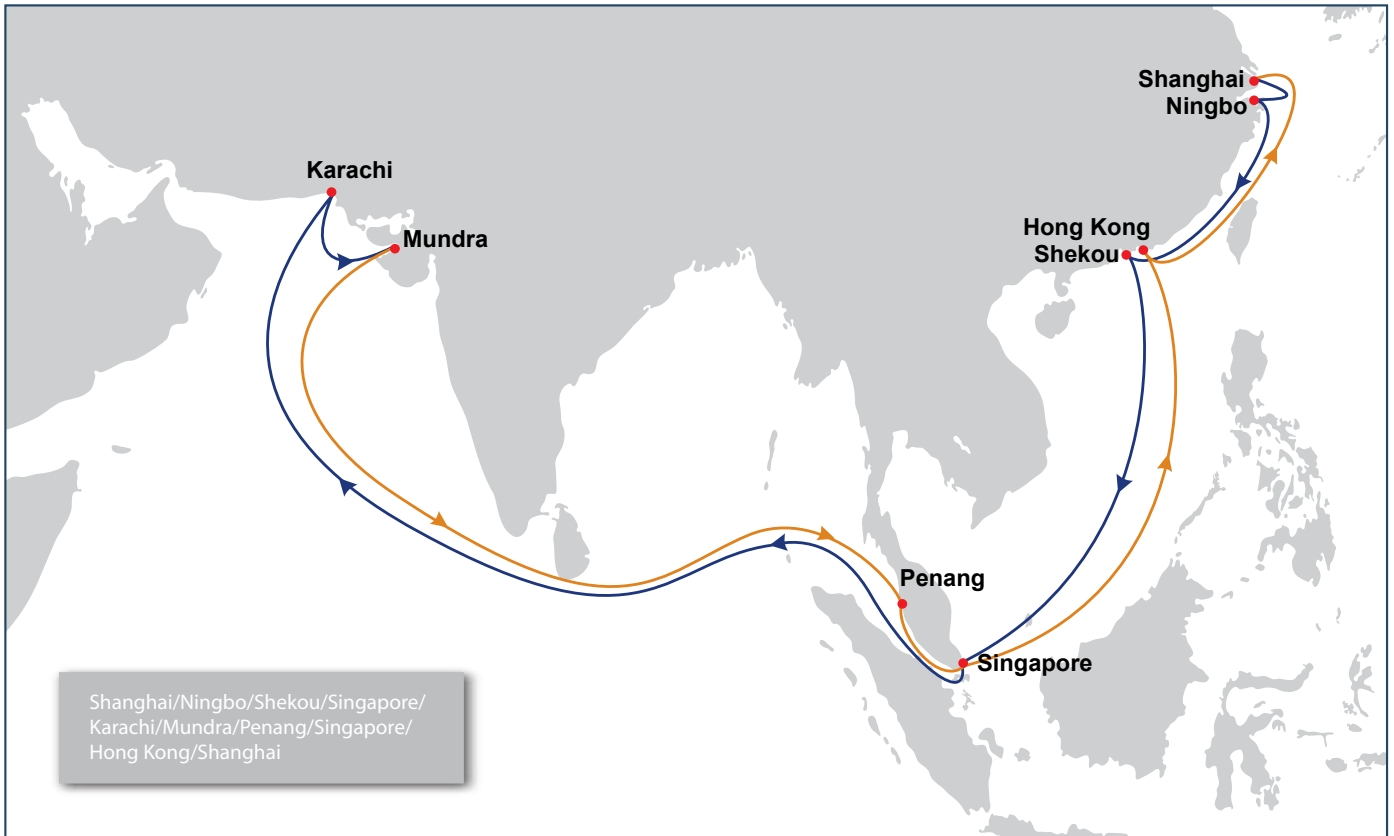 Shanghai
Ningbo
Karachi
Mundra
Hong Kong
Shekou
Penang
Singapore
Shanghai/Ningbo/Shekou/Singapore/
Karachi/Mundra/Penang/Singapore/
Hong Kong/Shanghai